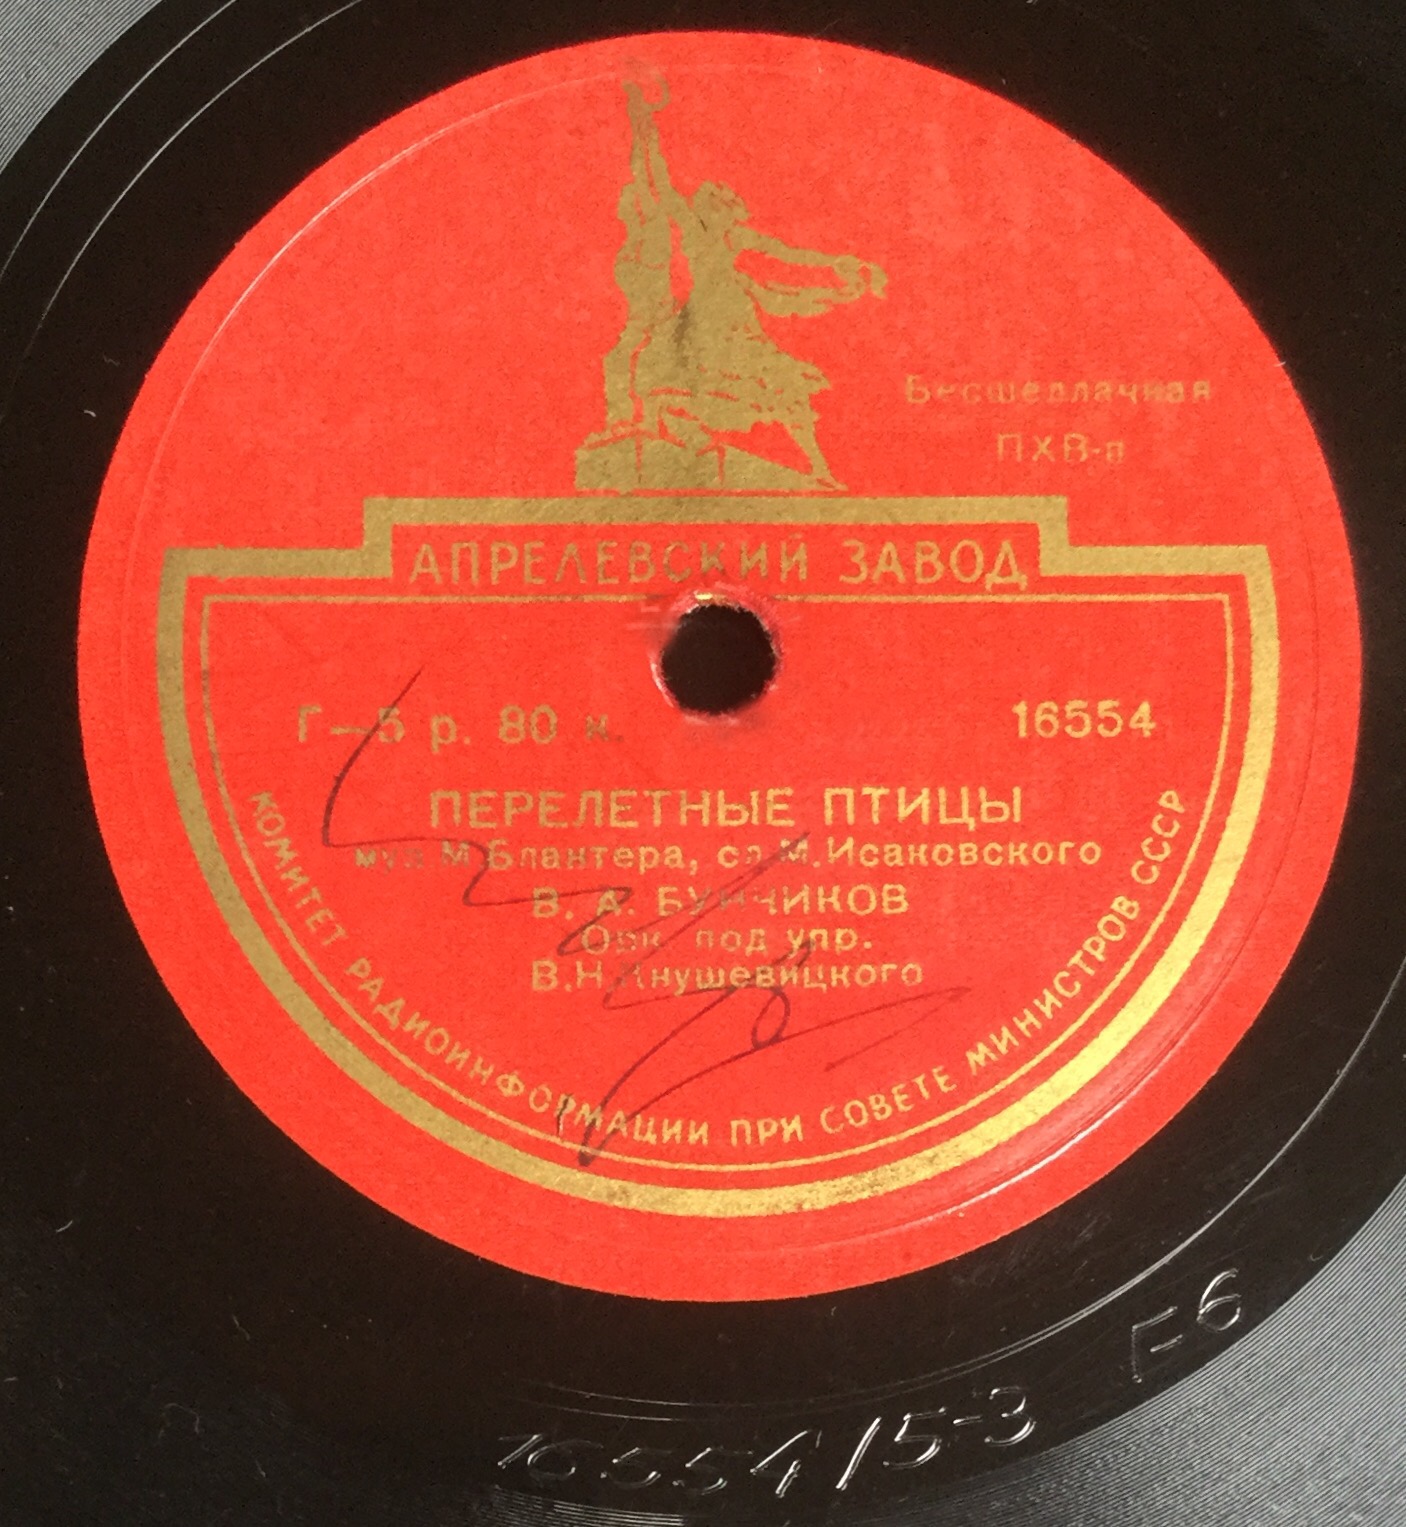 Бесшеллачная
ПХВ-п
АПРЕЛЕВСКИЙ ЗАВОД
Г—5 р. 80 к.
16554
ПЕРЕЛЕТНЫЕ ПТИЦЫ
муз. М. Блантера, сл. М. Исаковского
В. А. БУНЧИКОВ
Орк. под упр.
В. Н. Кнушевицкого
КОМИТЕТ РАДИОИНФОРМАЦИИ ПРИ СОВЕТЕ МИНИСТРОВ СССР
16554/5-3 F6